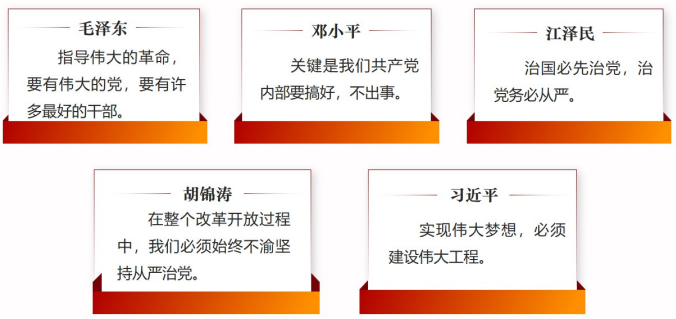 毛泽东
指导伟大的革命，
要有伟大的党，要有许
多最好的干部。
邓小平
关键是我们共产党
内部要搞好，不出事。
江泽民
治国必先治党，治
党务必从严。
胡锦涛
在整个改革开放过程
中，我们必须始终不渝坚
持从严治党。
习近平
实现伟大梦想，必须
建设伟大工程。